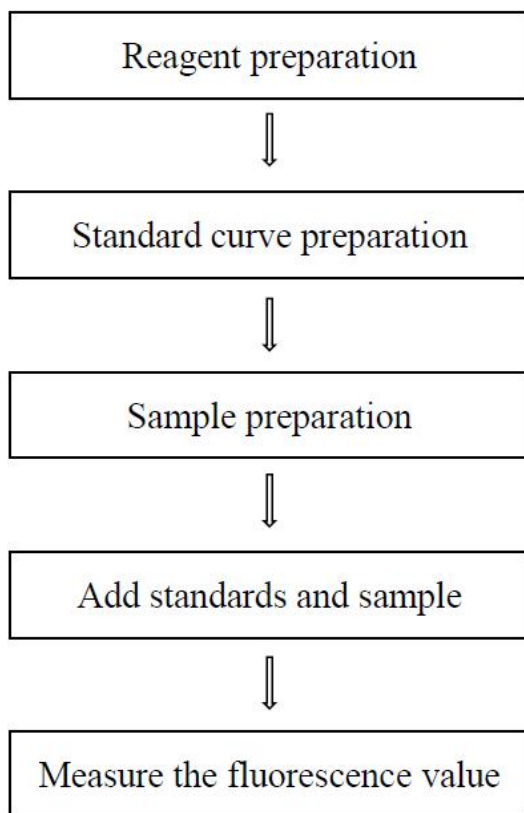 Reagent preparation
Standard curve preparation
Sample preparation
Add standards and sample
Measure the fluorescence value